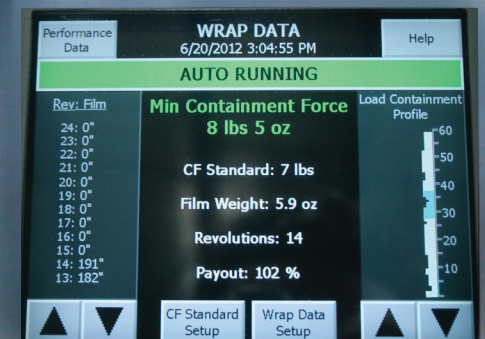 Performance
Data
WRAP DATA
6/20/2012 3:04:55 PM
Help
AUTO RUNNING
Rev: Film
24: 0"
23: 0"
22: 0"
21: 0"
20: 0"
19: 0"
18: 0"
17: 0"
16: 0"
15: 0"
14: 191"
13: 182"
Min Containment Force
8 lbs 5 oz
CF Standard: 7 lbs
Film Weight: 5.9 oz
Revolutions: 14
Payout: 102 %
Load Containment
Profile
60
50
40
30
20
10
CF Standard
Setup
Wrap Data
Setup